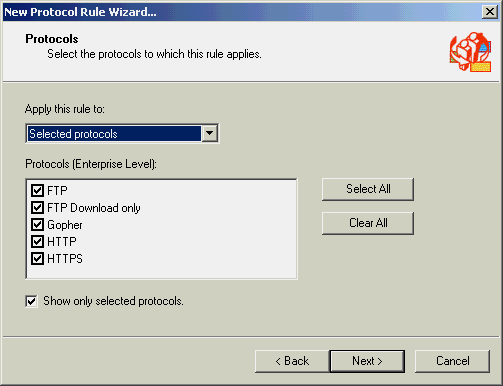 New Protocol Rule Wizard...
Protocols
Select the protocols to which this rule applies.
Apply this rule to:
Selected protocols
Protocols (Enterprise Level):
FTP
FTP Download only
Gopher
HTTP
HTTPS
Select All
Clear All
Show only selected protocols.
< Back
Next >
Cancel